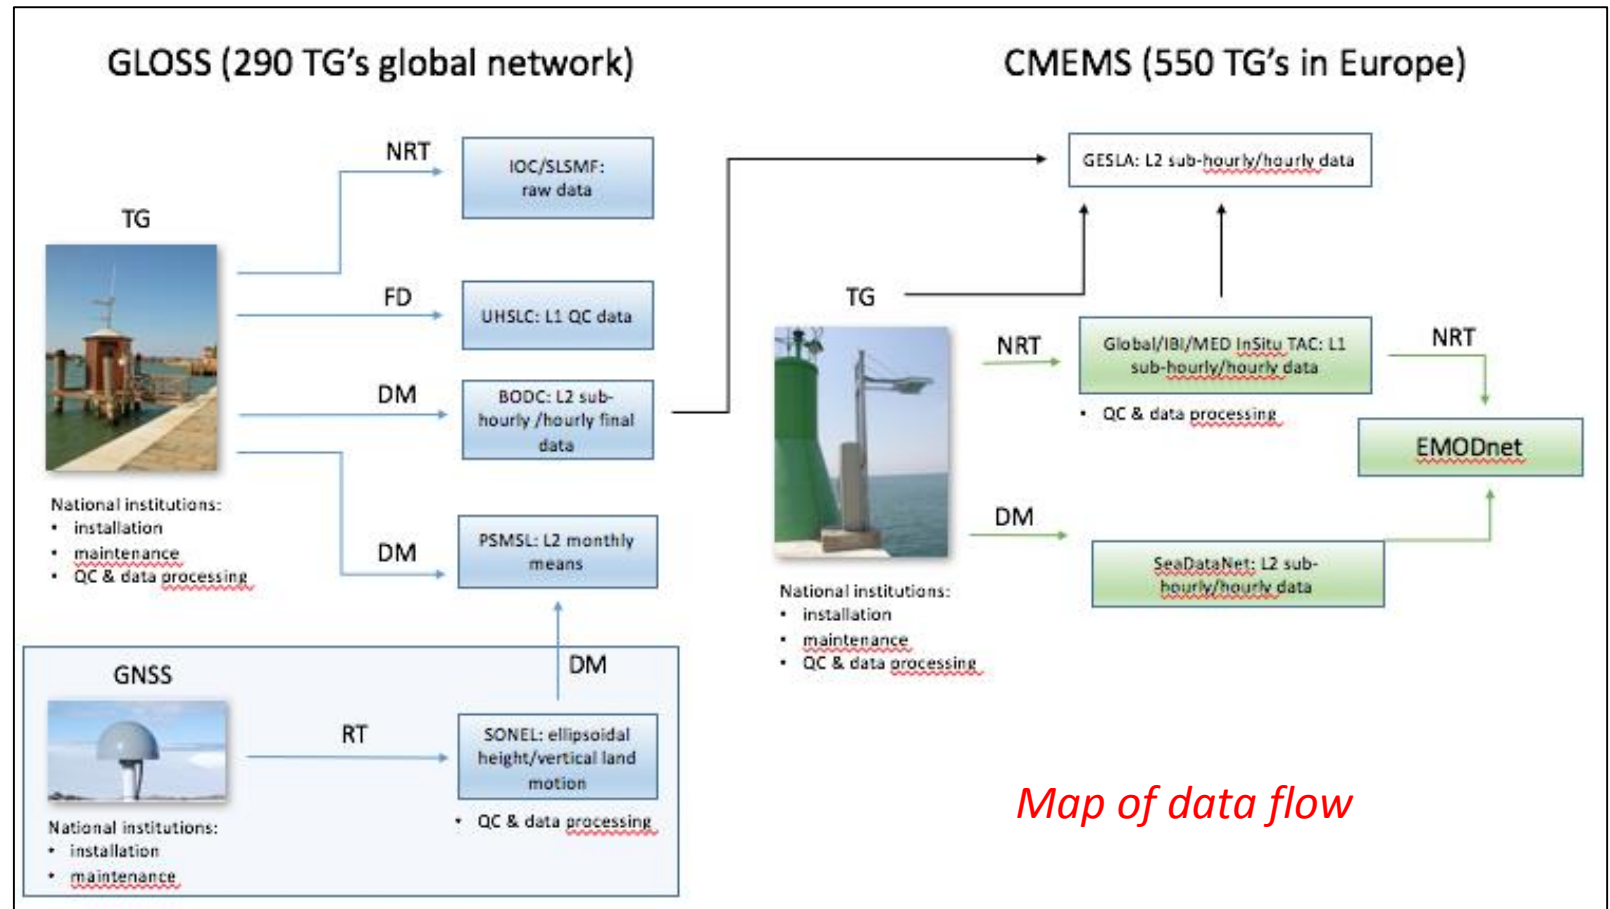 GLOSS (290 TG's global network)
CMEMS (550 TG's in Europe)
NRT
IOC/SLSMF:
raw data
TG
FD
UHSLC: L1 QC data
DM
BODC: L2 sub-
hourly /hourly final
data
National institutions:
• installation
• maintenance
• QC & data processing
DM
PSMSL: L2 monthly
means
GNSS
DM
RT
SONEL: ellipsoidal
height/vertical land
motion
• QC & data processing
National institutions:
• installation
• maintenance
GESLA: L2 sub-hourly/hourly data
TG
NRT
Global/IBI/MED InSitu TAC: L1
sub-hourly/hourly data
• QC & data processing
NRT
EMODnet
DM
SeaDataNet: L2 sub-
hourly/hourly data
National institutions:
• installation
• maintenance
• QC & data processing
Map of data flow